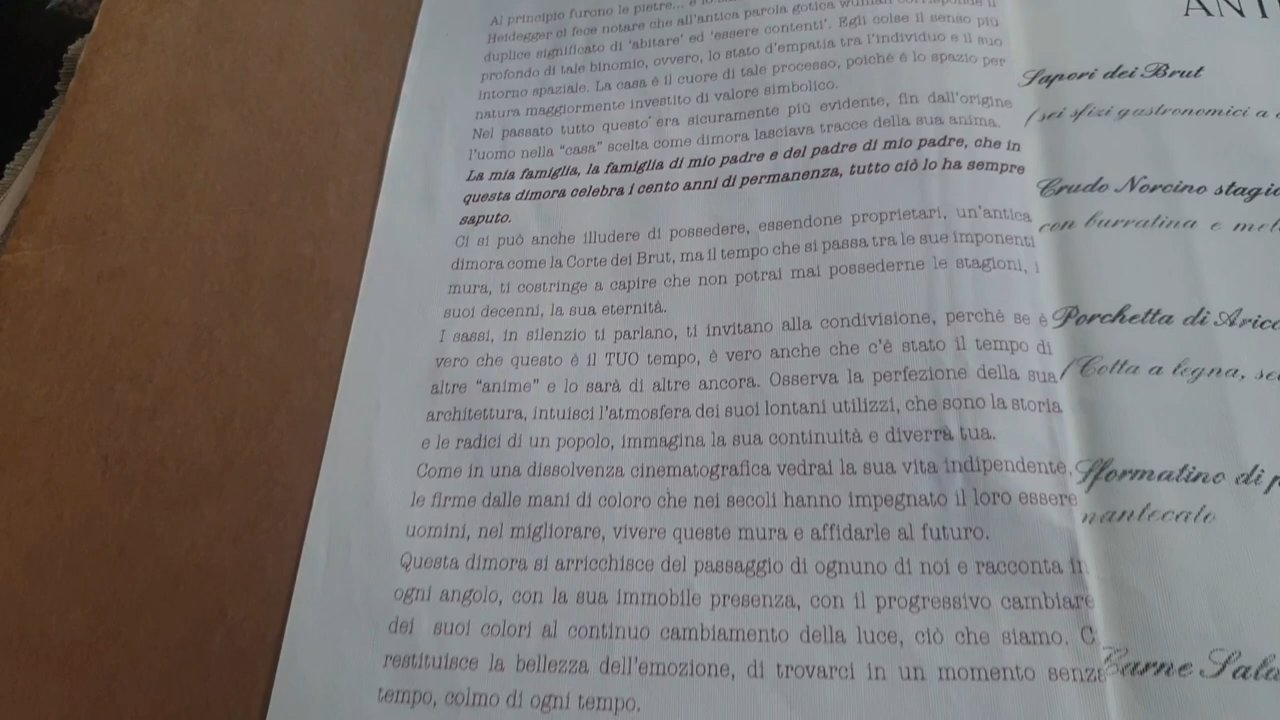 Al principio furono le pietre...
Heidegger ci fece notare che all'antica parola gotica wunian corrisponde il
duplice significato di 'abitare' ed 'essere contenti'. Egli colse il senso più
profondo di tale binomio, ovvero, lo stato d'empatia tra l'individuo e il suo
intorno spaziale. La casa è il cuore di tale processo, poiché è lo spazio per
natura maggiormente investito di valore simbolico.
Nel passato tutto questo era sicuramente più evidente, fin dall'origine
l'uomo nella "casa" scelta come dimora lasciava tracce della sua anima.
La mia famiglia, la famiglia di mio padre e del padre di mio padre, che in
questa dimora celebra i cento anni di permanenza, tutto ciò lo ha sempre
saputo.
Ci si può anche illudere di possedere, essendone proprietari, un'antica
dimora come la Corte dei Brut, ma il tempo che si passa tra le sue imponenti
mura, ti costringe a capire che non potrai mai possederne le stagioni, i
suoi decenni, la sua eternità.
I sassi, in silenzio ti parlano, ti invitano alla condivisione, perchè se è
vero che questo è il TUO tempo, è vero anche che c'è stato il tempo di
altre "anime" e lo sarà di altre ancora. Osserva la perfezione della sua
architettura, intuisci l'atmosfera dei suoi lontani utilizzi, che sono la storia
e le radici di un popolo, immagina la sua continuità e diverrà tua.
Come in una dissolvenza cinematografica vedrai la sua vita indipendente,
le firme dalle mani di coloro che nei secoli hanno impegnato il loro essere
uomini, nel migliorare, vivere queste mura e affidarle al futuro.
Questa dimora si arricchisce del passaggio di ognuno di noi e racconta in
ogni angolo, con la sua immobile presenza, con il progressivo cambiare
dei suoi colori al continuo cambiamento della luce, ciò che siamo. C
restituisce la bellezza dell'emozione, di trovarci in un momento senza
tempo, colmo di ogni tempo.
ANTI
Sapori dei Brut
(sei sfizi gastronomici a
Crudo Norcino stagio
con burratina e mel
Porchetta di Aricc
(Cotta a legna, se
Sformatino di p
mantecato
Carne Sala